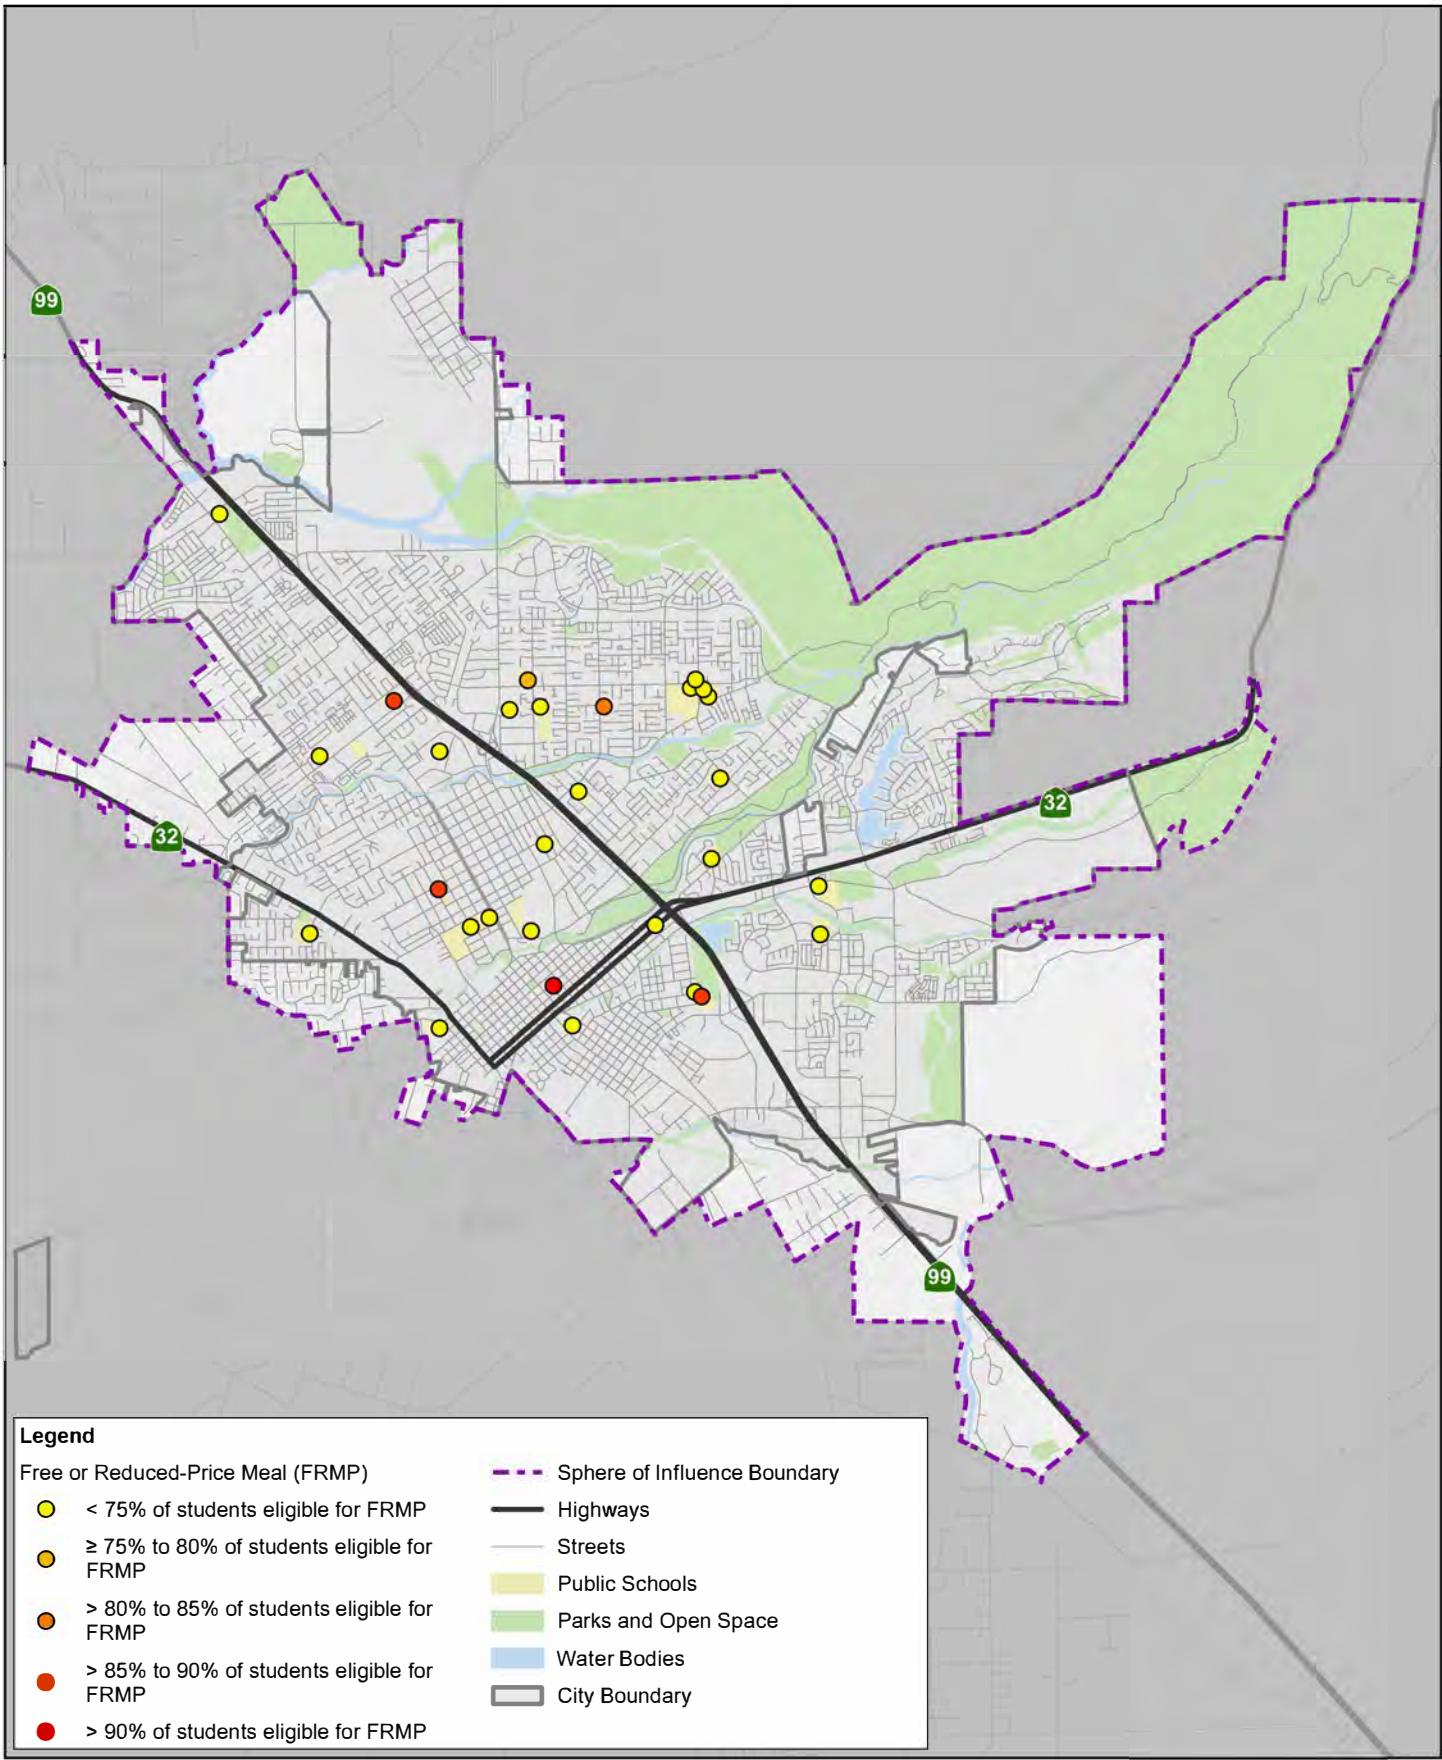 99
32
32
99
Legend
Free or Reduced-Price Meal (FRMP)
< 75% of students eligible for FRMP
≥ 75% to 80% of students eligible for
FRMP
> 80% to 85% of students eligible for
FRMP
> 85% to 90% of students eligible for
FRMP
> 90% of students eligible for FRMP
Sphere of Influence Boundary
Highways
Streets
Public Schools
Parks and Open Space
Water Bodies
City Boundary